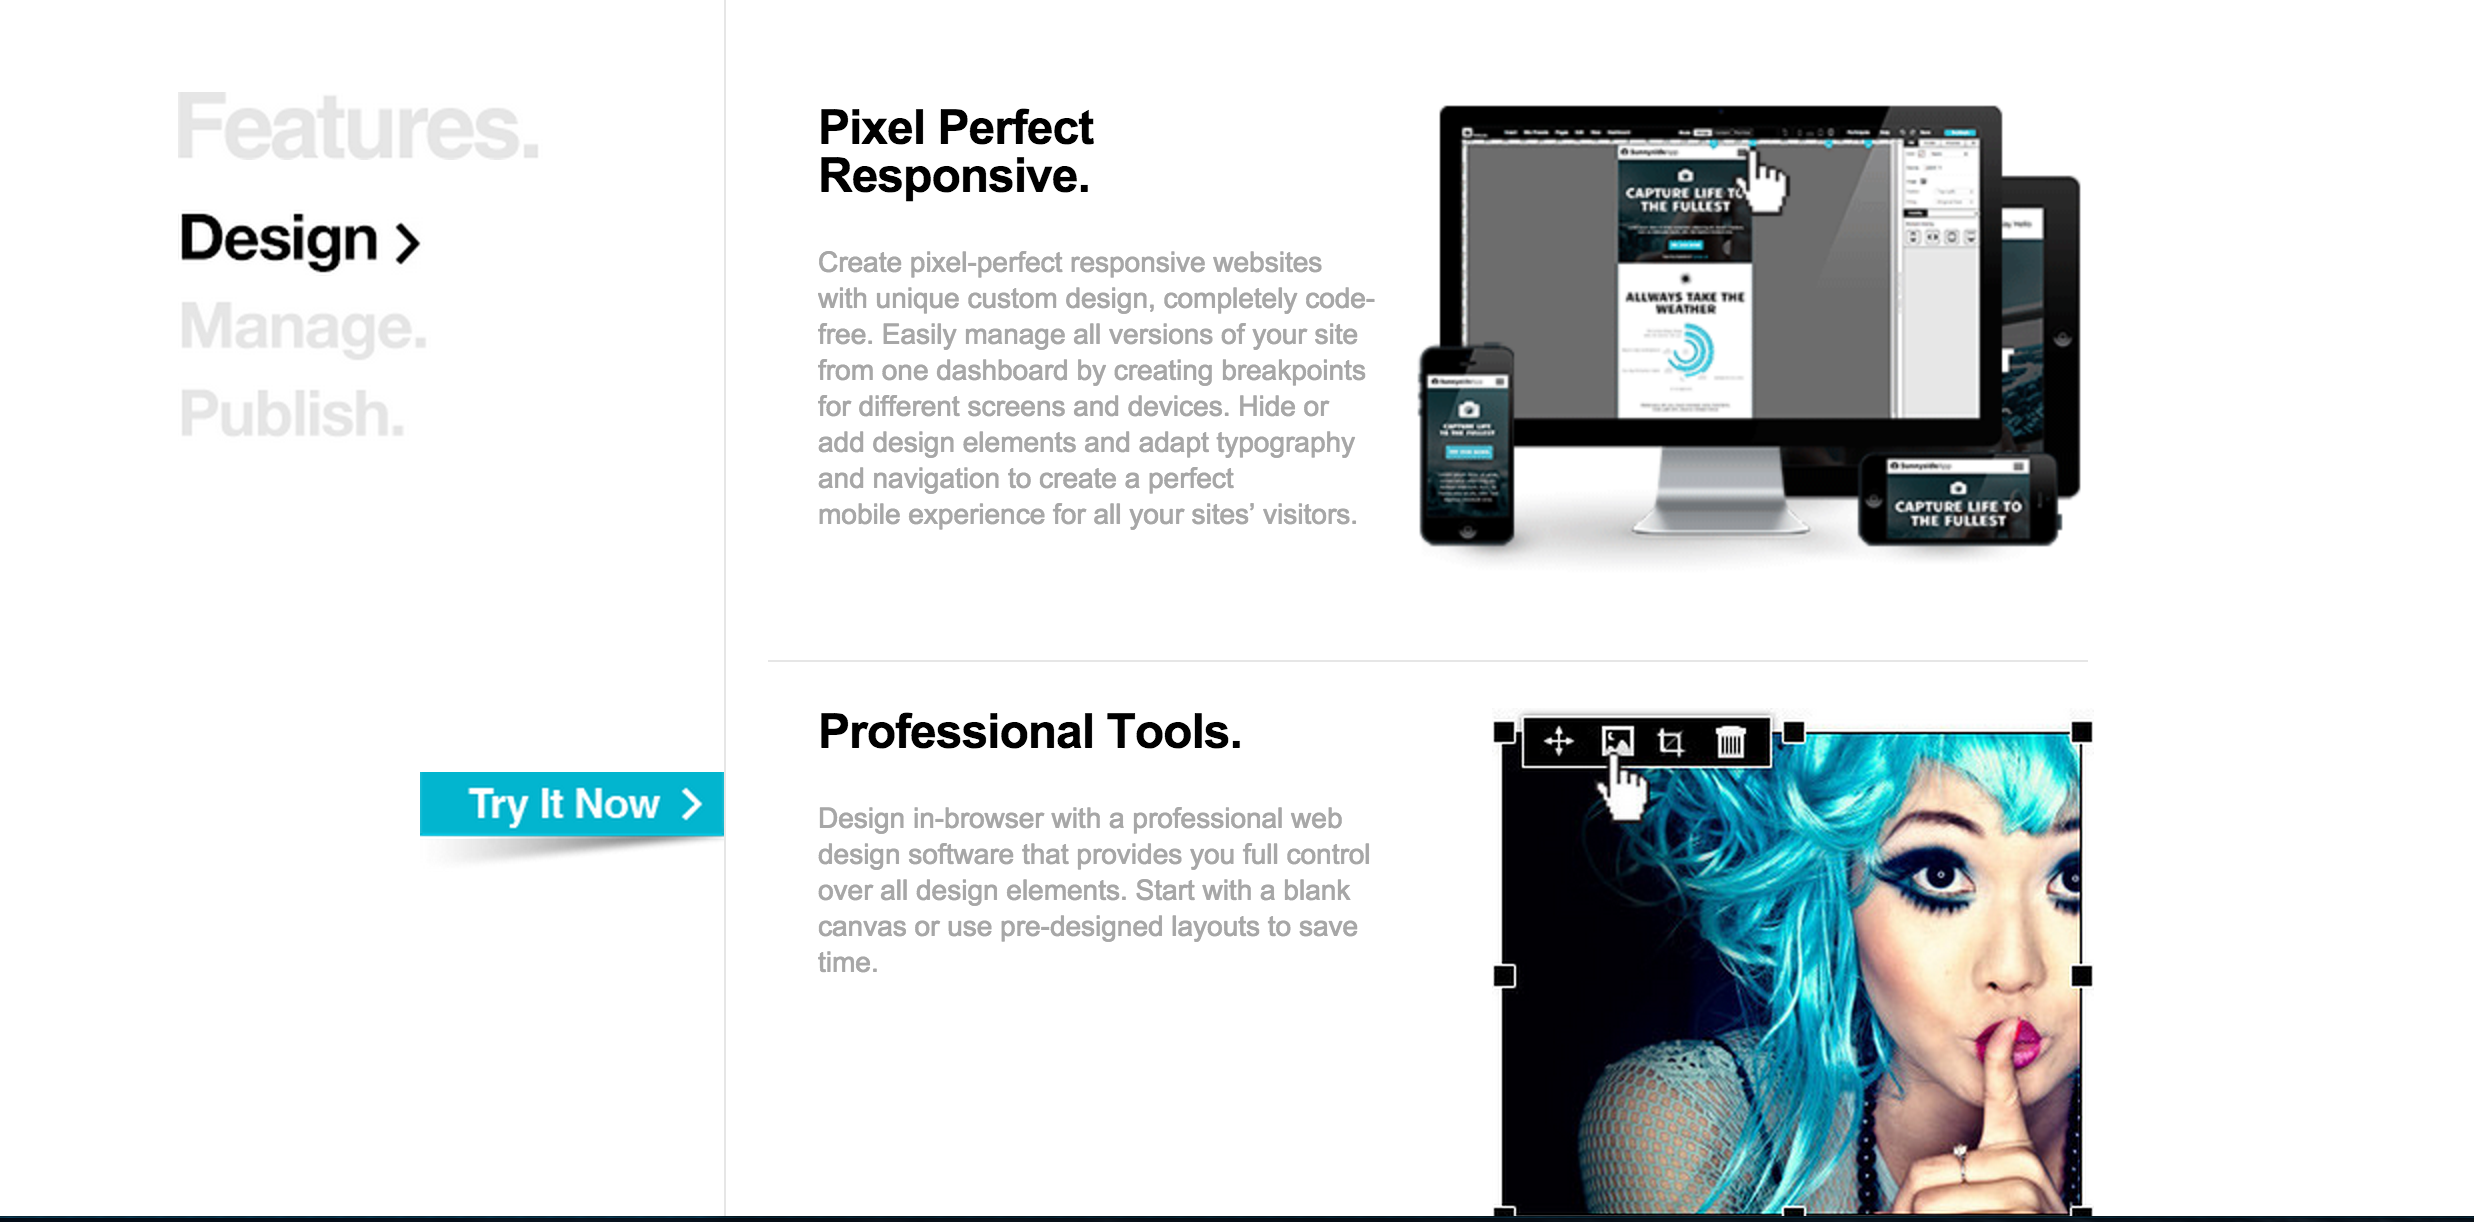 Features.
Design
Manage.
Publish.
Try It Now
Pixel Perfect
Responsive.
Create pixel-perfect responsive websites
with unique custom design, completely code-
free. Easily manage all versions of your site
from one dashboard by creating breakpoints
for different screens and devices. Hide or
add design elements and adapt typography
and navigation to create a perfect
mobile experience for all your sites’ visitors.
SunnysideApp
CAPTURE LIFE TO
THE FULLEST
ALLWAYS TAKE THE
WEATHER
SunnysideApp
CAPTURE LIFE
TO THE FULLEST
Hello
SunnysideApp
CAPTURE LIFE TO
THE FULLEST
Professional Tools.
Design in-browser with a professional web
design software that provides you full control
over all design elements. Start with a blank
canvas or use pre-designed layouts to save
time.